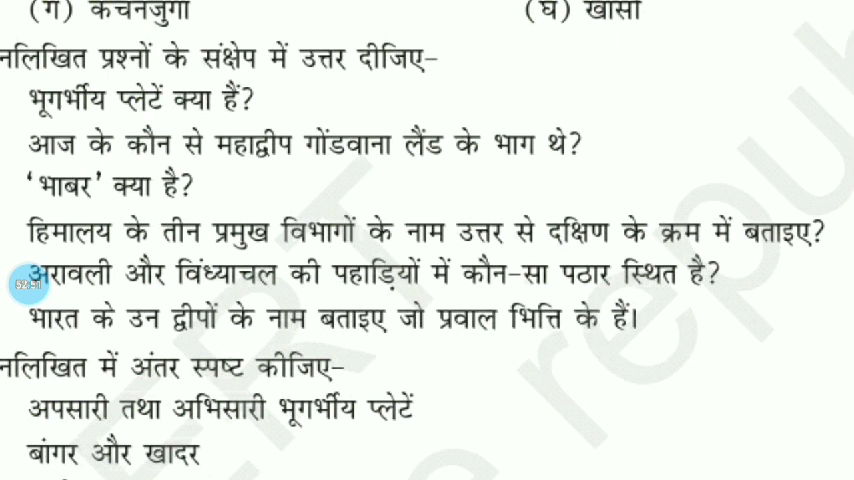 (ग) कंचनजुंगा (घ) खासी
नलिखित प्रश्नों के संक्षेप में उत्तर दीजिए-
भूगर्भीय प्लेटें क्या हैं?
आज के कौन से महाद्वीप गोंडवाना लैंड के भाग थे?
‘भाबर’ क्या है?
हिमालय के तीन प्रमुख विभागों के नाम उत्तर से दक्षिण के क्रम में बताइए?
अरावली और विंध्याचल की पहाड़ियों में कौन-सा पठार स्थित है?
भारत के उन द्वीपों के नाम बताइए जो प्रवाल भित्ति के हैं।
नलिखित में अंतर स्पष्ट कीजिए-
अपसारी तथा अभिसारी भूगर्भीय प्लेटें
बांगर और खादर